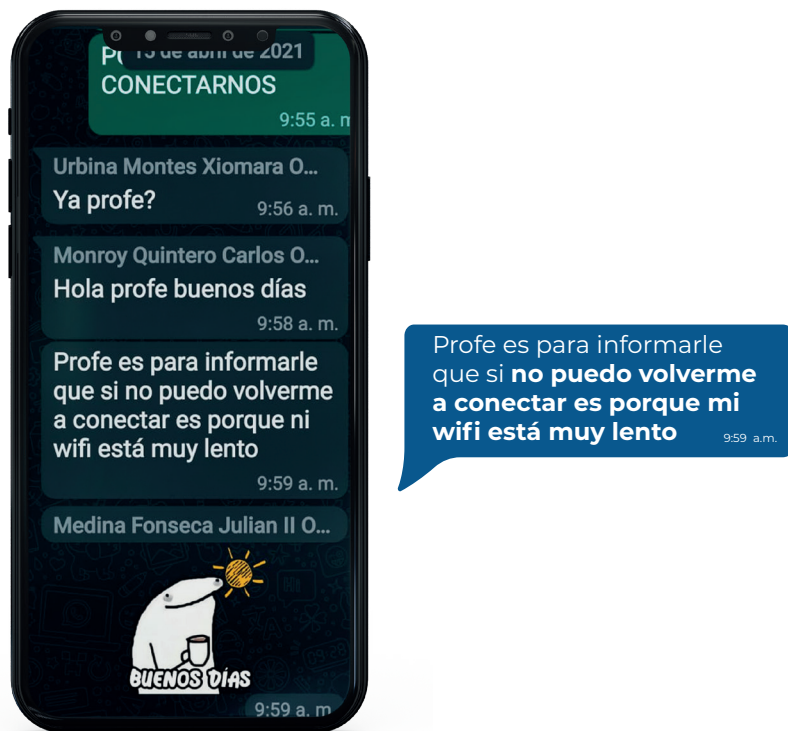 15 de abril de 2021
CONECTARNOS
9:55 a. m
Urbina Montes Xiomara O...
Ya profe?
9:56 a. m.
Monroy Quintero Carlos O...
Hola profe buenos días
9:58 a. m.
Profe es para informarle
que si no puedo volverme
a conectar es porque ni
wifi está muy lento
9:59 a. m.
Medina Fonseca Julian II O...
BUENOS DÍAS
9:59 a. m
Profe es para informarle
que si no puedo volverme
a conectar es porque mi
wifi está muy lento
9:59 a.m.